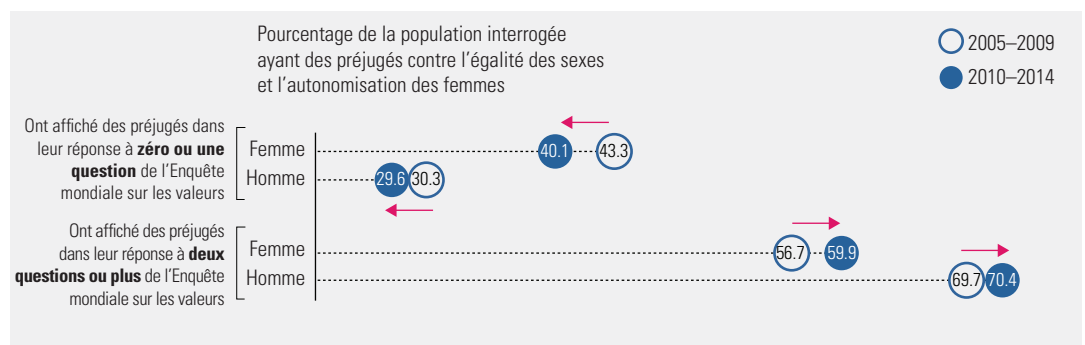 Pourcentage de la population interrogée
ayant des préjugés contre l’égalité des sexes
et l’autonomisation des femmes
2005–2009
2010–2014
Ont affiché des préjugés dans
leur réponse à zéro ou une
question de l’Enquête
mondiale sur les valeurs
Femme
40.1
43.3
Homme
29.6
30.3
Ont affiché des préjugés
dans leur réponse à deux
questions ou plus de l’Enquête
mondiale sur les valeurs
Femme
56.7
59.9
Homme
69.7
70.4